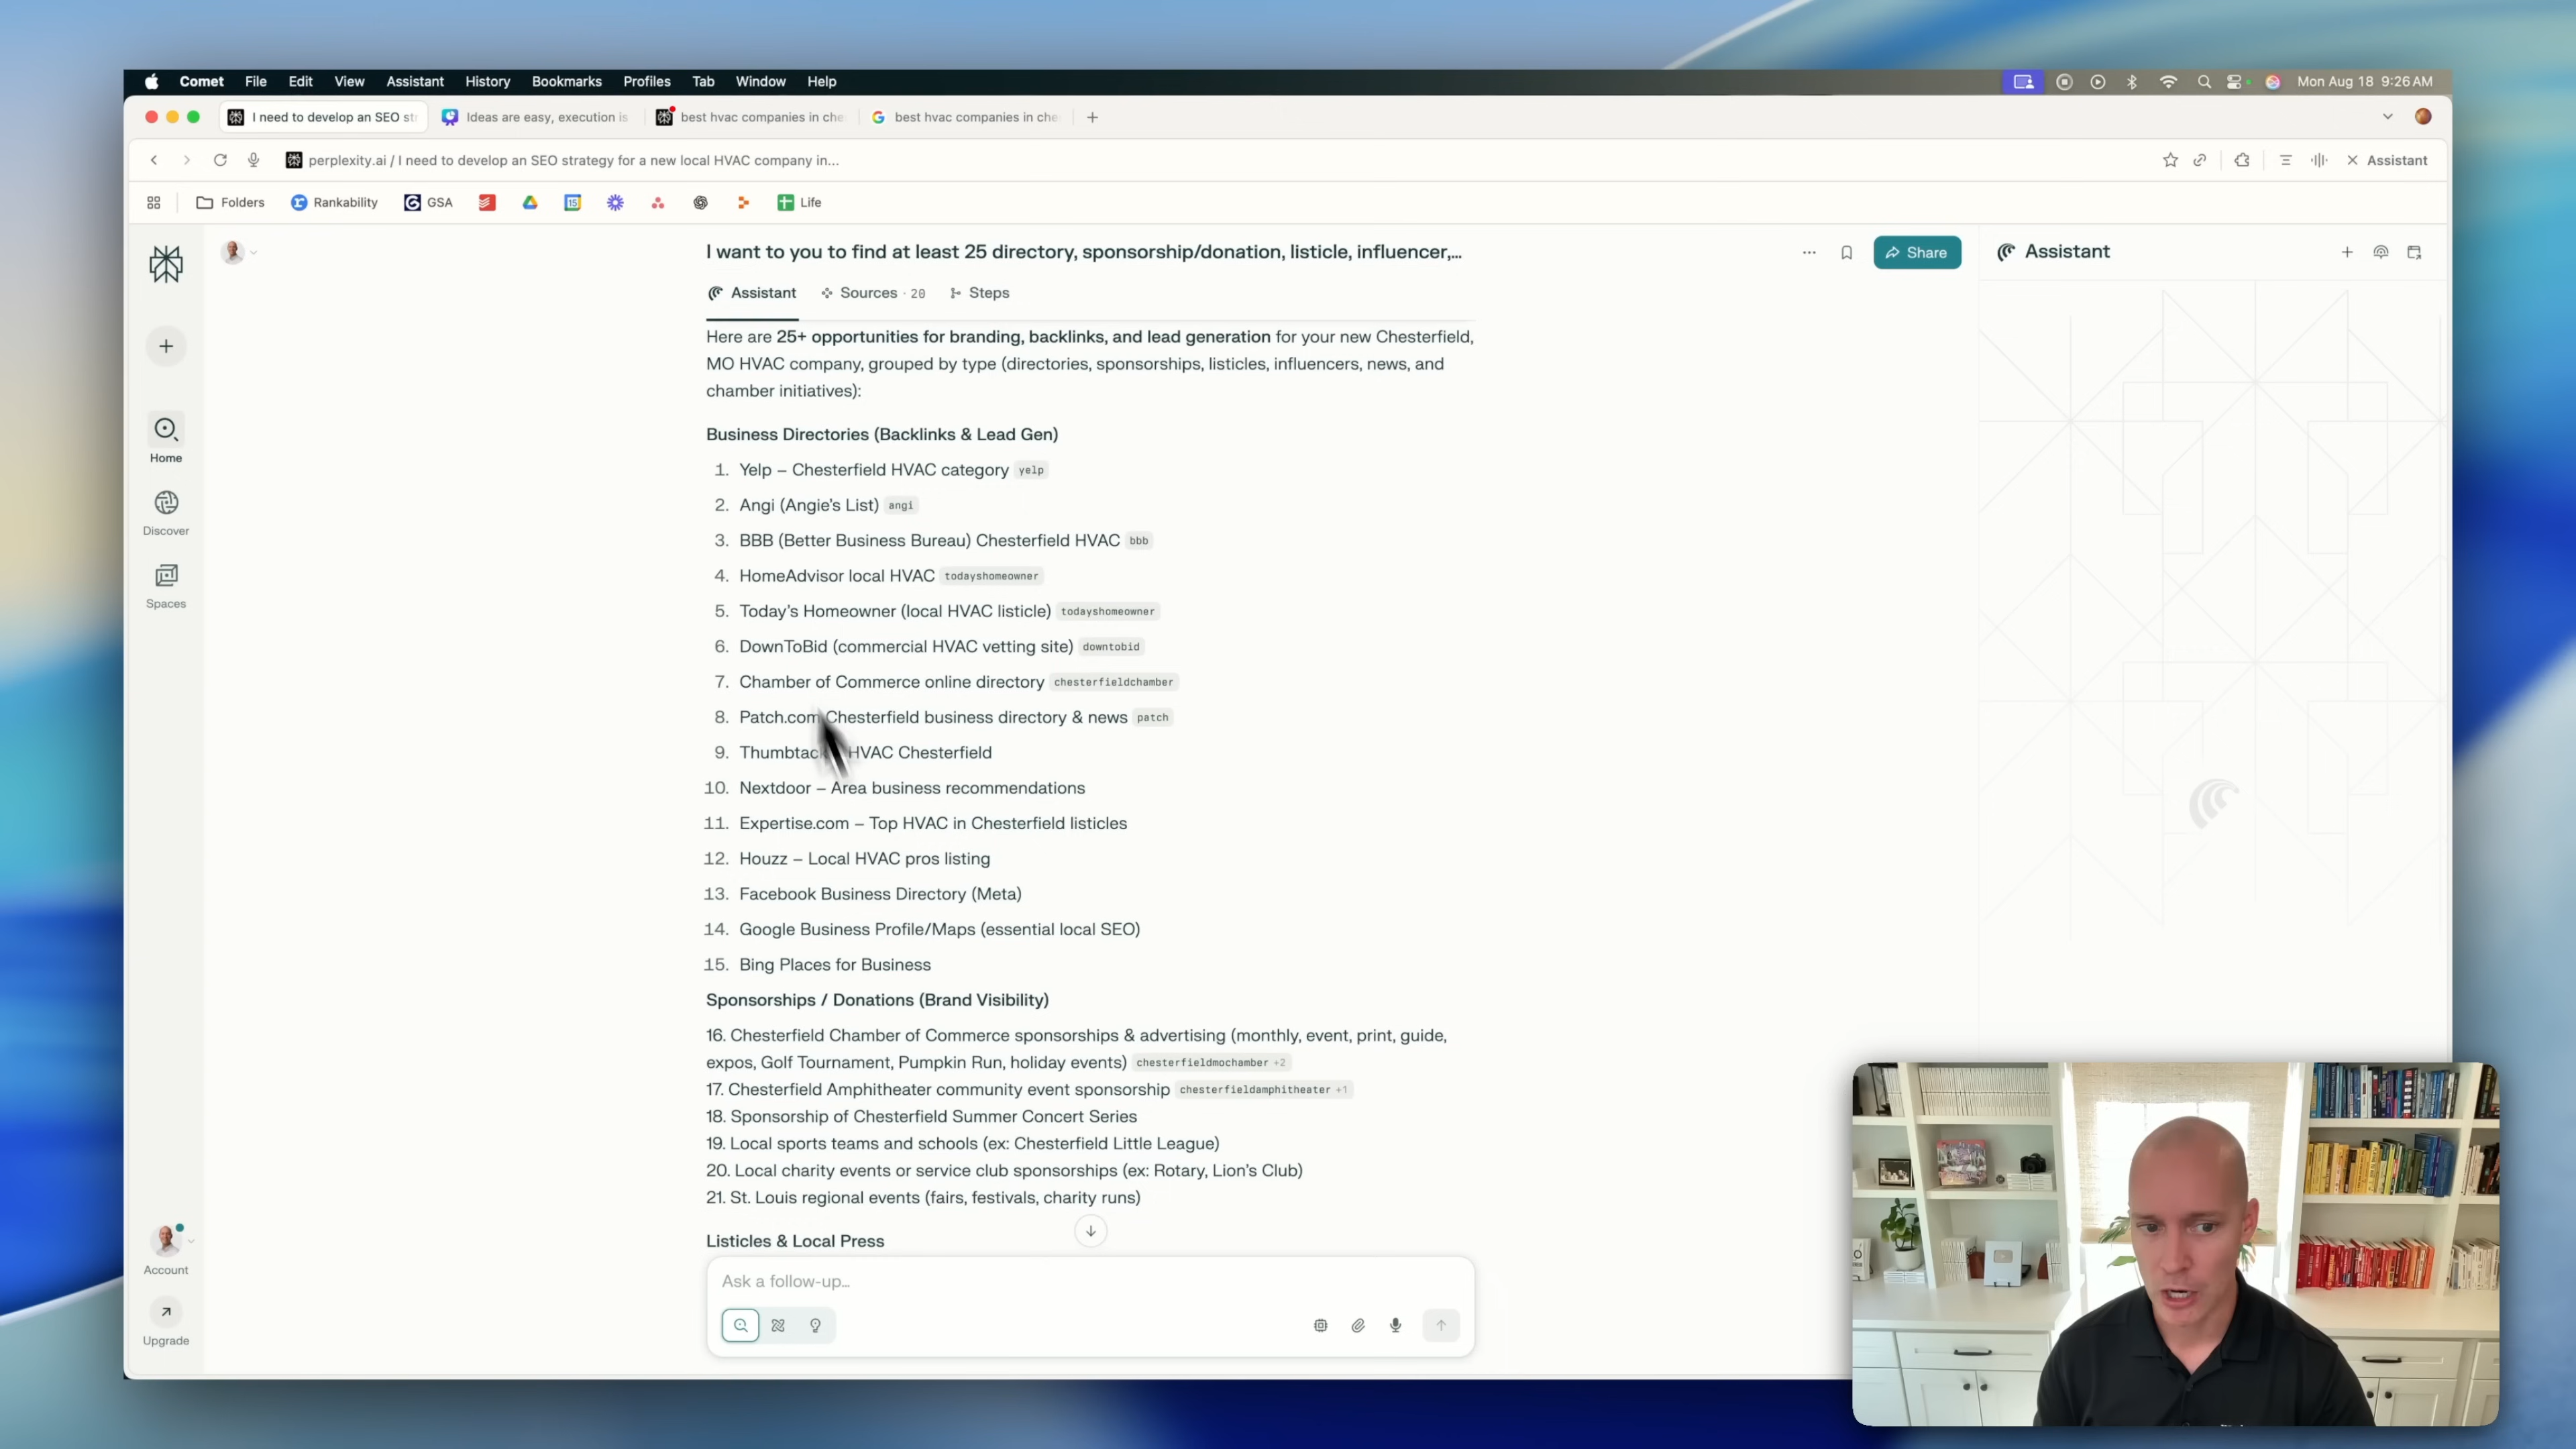 Comet File Edit View Assistant History Bookmarks Profiles Tab Window Help Mon Aug 18 9:26 AM
I need to develop an SEO st Ideas are easy, execution is best hvac companies in che best hvac companies in che
perplexity.ai / I need to develop an SEO strategy for a new local HVAC company in... Assistant
Folders Rankability GSA 15 Life
I want to you to find at least 25 directory, sponsorship/donation, listicle, influencer,... Share Assistant
Assistant Sources · 20 Steps
Here are 25+ opportunities for branding, backlinks, and lead generation for your new Chesterfield,
MO HVAC company, grouped by type (directories, sponsorships, listicles, influencers, news, and
chamber initiatives):
Business Directories (Backlinks & Lead Gen)
1. Yelp – Chesterfield HVAC category yelp
2. Angi (Angie's List) angi
3. BBB (Better Business Bureau) Chesterfield HVAC bbb
4. HomeAdvisor local HVAC todayshomeowner
5. Today's Homeowner (local HVAC listicle) todayshomeowner
6. DownToBid (commercial HVAC vetting site) downtobid
7. Chamber of Commerce online directory chesterfieldchamber
8. Patch.com Chesterfield business directory & news patch
9. HVAC Chesterfield
10. Nextdoor – Area business recommendations
11. Expertise.com – Top HVAC in Chesterfield listicles
12. Houzz – Local HVAC pros listing
13. Facebook Business Directory (Meta)
14. Google Business Profile/Maps (essential local SEO)
15. Bing Places for Business
Sponsorships / Donations (Brand Visibility)
16. Chesterfield Chamber of Commerce sponsorships & advertising (monthly, event, print, guide,
expos, Golf Tournament, Pumpkin Run, holiday events) chesterfieldmochamber +2
17. Chesterfield Amphitheater community event sponsorship chesterfieldamphitheater +1
18. Sponsorship of Chesterfield Summer Concert Series
19. Local sports teams and schools (ex: Chesterfield Little League)
20. Local charity events or service club sponsorships (ex: Rotary, Lion's Club)
21. St. Louis regional events (fairs, festivals, charity runs)
Listicles & Local Press
Ask a follow-up...
Home
Discover
Spaces
Account
Upgrade